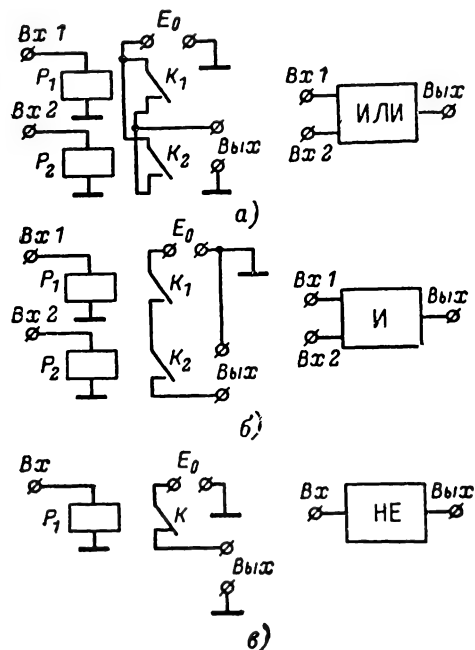 Вх 1
E₀
P₁
K₁
Вх 2
P₂
K₂
Вых
Вх 1
Вх 2
ИЛИ
Вых
а)
Вх 1
E₀
P₁
K₁
Вх 2
P₂
K₂
Вых
Вх 1
Вх 2
И
Вых
б)
Вх
E₀
P₁
K
Вых
Вх
НЕ
Вых
в)